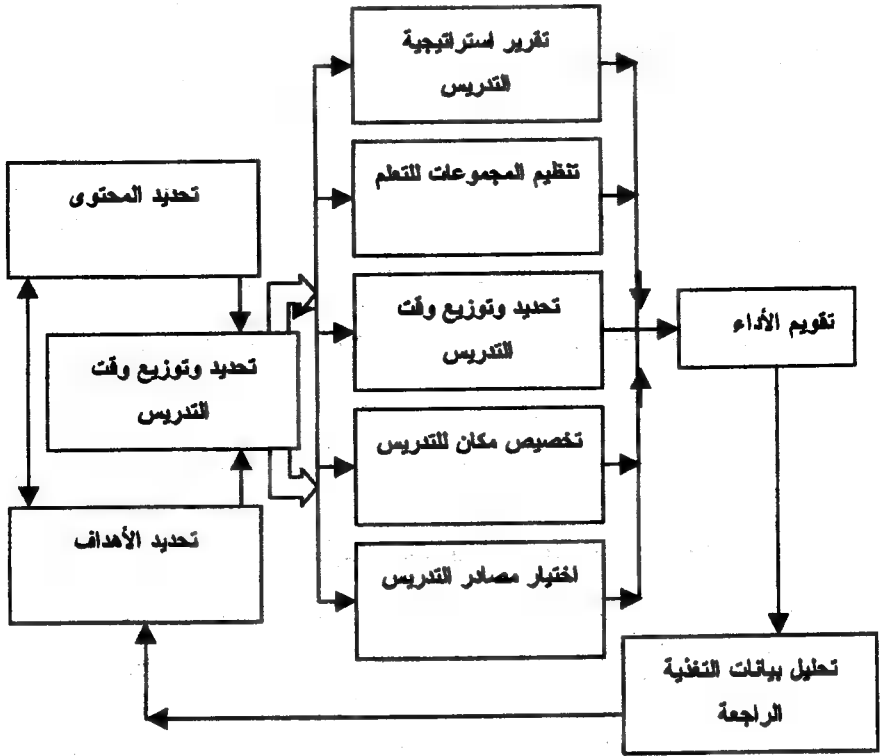 تقرير استراتيجية
التدريس
تنظيم المجموعات للتعلم
تحديد المحتوى
تحديد وتوزيع وقت
التدريس
تقويم الأداء
تحديد وتوزيع وقت
التدريس
تخصيص مكان للتدريس
تحديد الأهداف
اختيار مصادر التدريس
تحليل بيانات التغذية
الراجعة